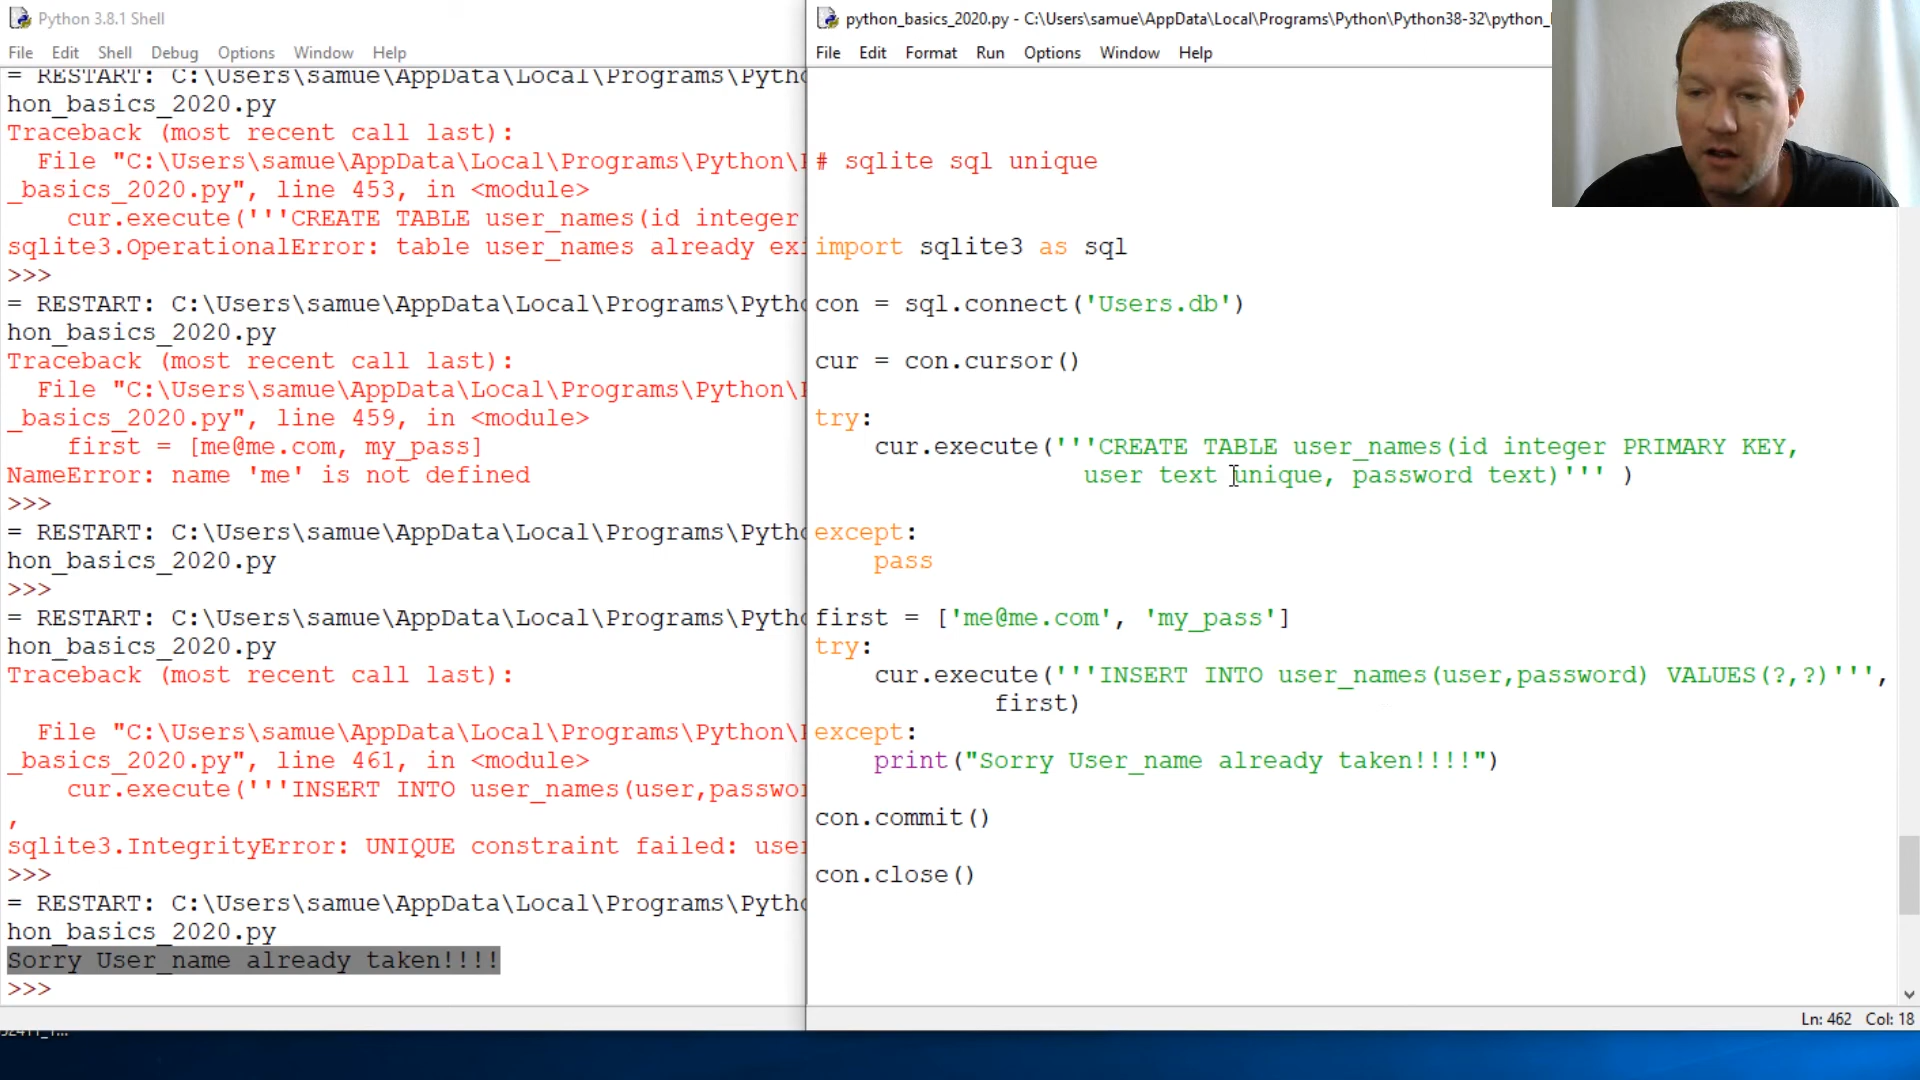 Python 3.8.1 Shell
File Edit Shell Debug Options Window Help
= RESTART: C:\Users\samue\AppData\Local\Programs\Pytho
hon_basics_2020.py
Traceback (most recent call last):
File "C:\Users\samue\AppData\Local\Programs\Python\
_basics_2020.py", line 453, in <module>
cur.execute('''CREATE TABLE user_names(id integer
sqlite3.OperationalError: table user_names already exi
>>>
= RESTART: C:\Users\samue\AppData\Local\Programs\Pytho
hon_basics_2020.py
Traceback (most recent call last):
File "C:\Users\samue\AppData\Local\Programs\Python\
_basics_2020.py", line 459, in <module>
first = [me@me.com, my_pass]
NameError: name 'me' is not defined
>>>
= RESTART: C:\Users\samue\AppData\Local\Programs\Pytho
hon_basics_2020.py
>>>
= RESTART: C:\Users\samue\AppData\Local\Programs\Pytho
hon_basics_2020.py
Traceback (most recent call last):
File "C:\Users\samue\AppData\Local\Programs\Python\
_basics_2020.py", line 461, in <module>
cur.execute('''INSERT INTO user_names(user,passwor
,
sqlite3.IntegrityError: UNIQUE constraint failed: user
>>>
= RESTART: C:\Users\samue\AppData\Local\Programs\Pytho
hon_basics_2020.py
Sorry User_name already taken!!!!
>>>
python_basics_2020.py - C:\Users\samue\AppData\Local\Programs\Python\Python38-32\python_
File Edit Format Run Options Window Help
# sqlite sql unique
import sqlite3 as sql
con = sql.connect('Users.db')
cur = con.cursor()
try:
cur.execute('''CREATE TABLE user_names(id integer PRIMARY KEY,
user text unique, password text)''' )
except:
pass
first = ['me@me.com', 'my_pass']
try:
cur.execute('''INSERT INTO user_names(user,password) VALUES(?,?)''',
first)
except:
print("Sorry User_name already taken!!!!")
con.commit()
con.close()
Ln: 462 Col: 18